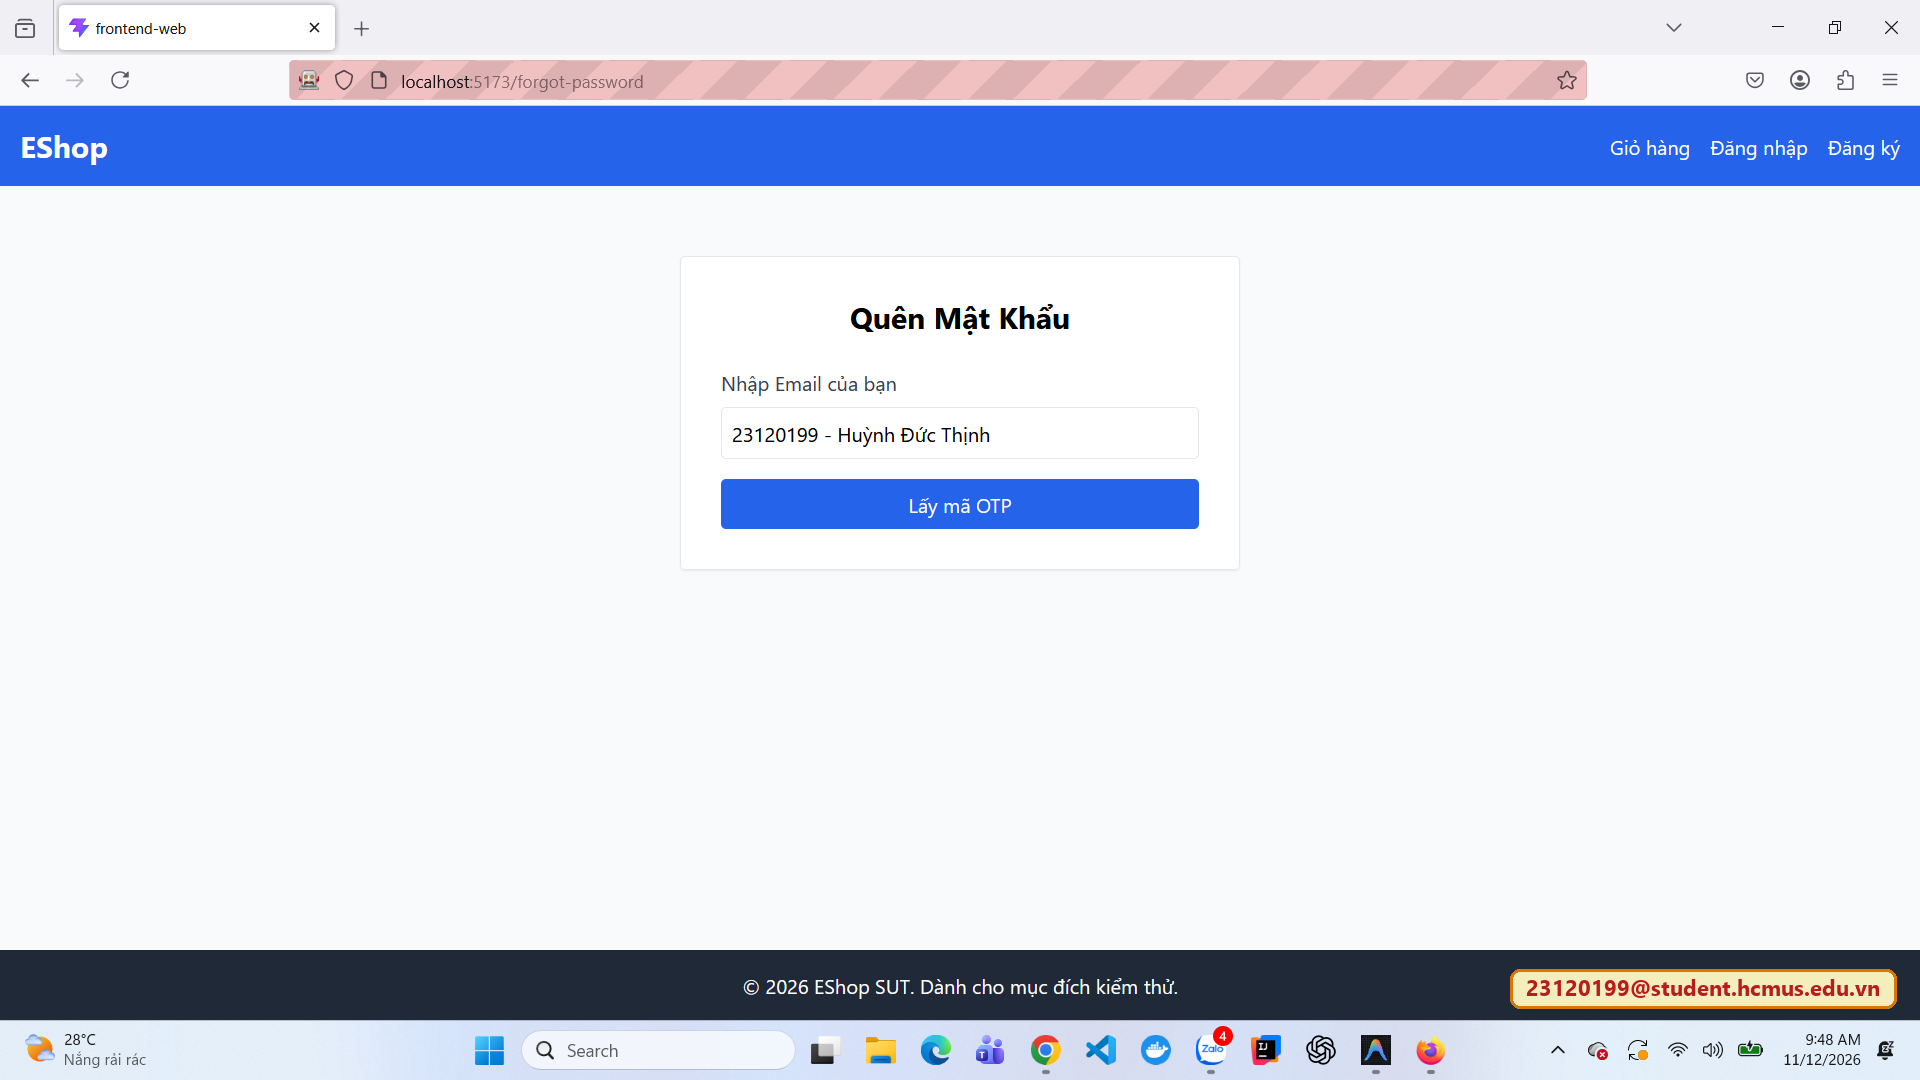 frontend-web
localhost:5173/forgot-password
EShop
Giỏ hàng
Đăng nhập
Đăng ký
Quên Mật Khẩu
Nhập Email của bạn
23120199 - Huỳnh Đức Thịnh
Lấy mã OTP
© 2026 EShop SUT. Dành cho mục đích kiểm thử.
23120199@student.hcmus.edu.vn
28°C
Nắng rải rác
Search
Zalo
4
9:48 AM
11/12/2026